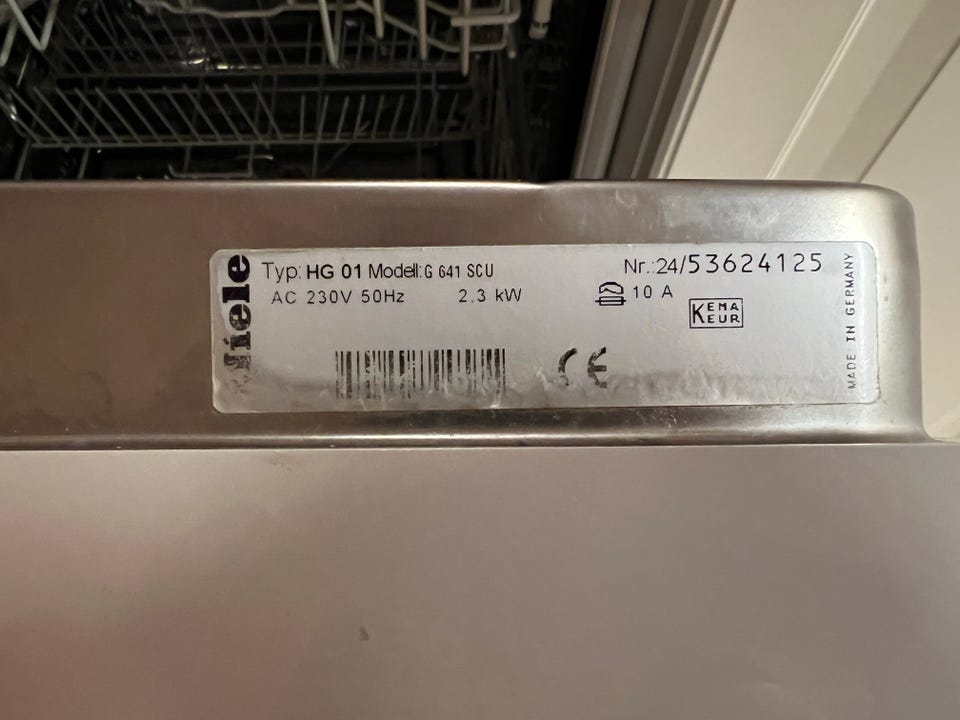 Miele
Typ: HG 01 Modell: G 641 SCU
Nr.:24/53624125
AC 230V 50Hz 2.3 kW
10 A
KEMA
KEUR
CE
MADE IN GERMANY